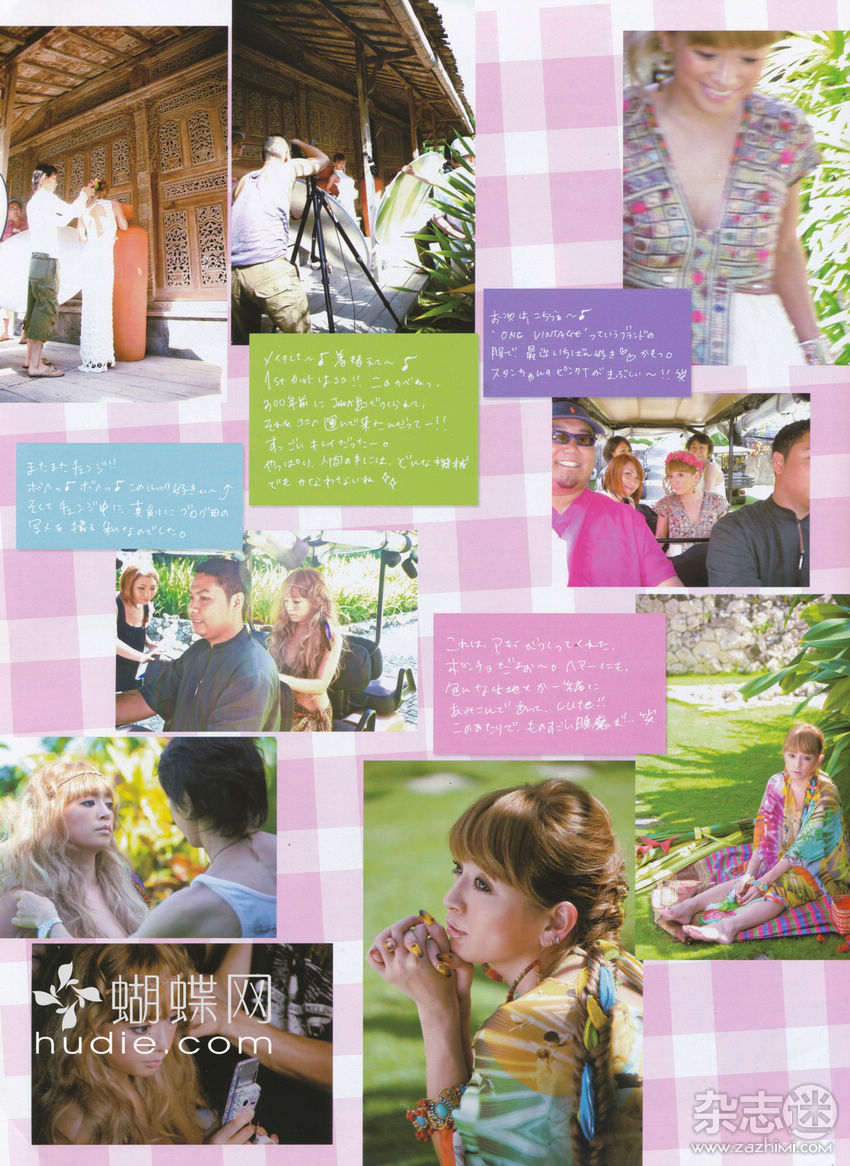 お次はこちらぁ〜♪
"ONE VINTAGE"っていうブランドの
服で最近いちばん好きかもっ。
スタンちゃんのピンクTがまぶしい〜!!笑
メイクして〜♪着替えて〜♪
1stカットはココ!!このかべねっ、
300年前にJAWA島でつくられて、
それをココに運んで来たんだって〜!!
すっごいキレイだったー。
やっぱり、人間の手には、どんな機械
でもかなわないね
またまたチェンジ!!
ボヘっ♪ボヘっ♪このルック好きぃ〜♪
そしてチェンジ中に真剣にブログ用の
写メを撮る私なのでした。
これは、アキラがつくってくれた、
ポンチョだよぉ〜。ヘアーにも、
色んな生地とか一緒に
あみこんであって、cute!!
このあたりで、ものすごい睡魔が…笑
蝴蝶网
hudie.com
杂志迷
www.zazhimi.com